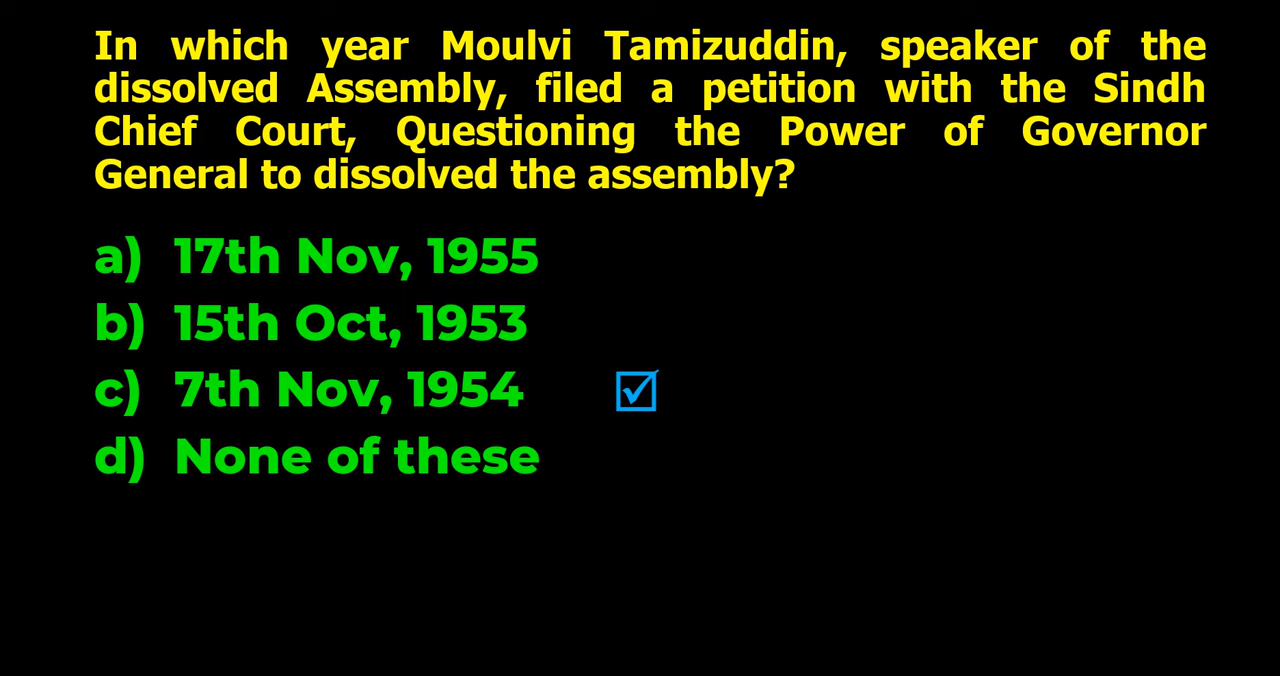 In which year Moulvi Tamizuddin, speaker of the
dissolved Assembly, filed a petition with the Sindh
Chief Court, Questioning the Power of Governor
General to dissolved the assembly?
a) 17th Nov, 1955
b) 15th Oct, 1953
c) 7th Nov, 1954 ☑
d) None of these